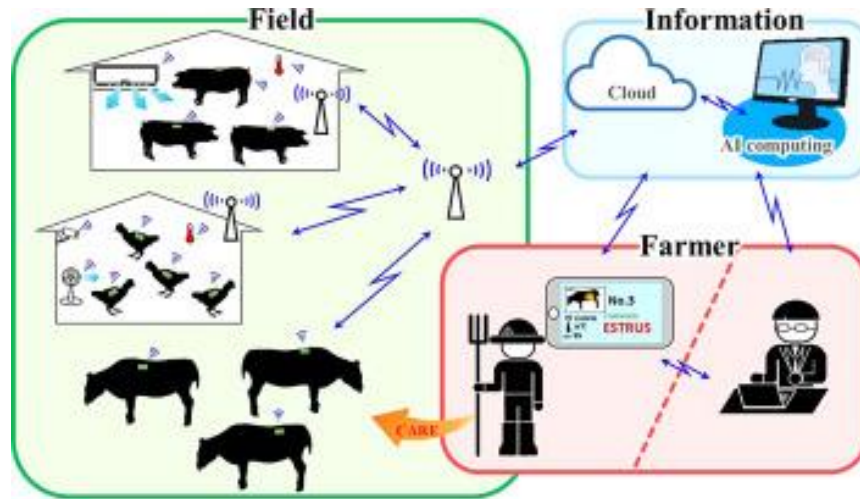 Field
Information
Cloud
AI computing
Farmer
No.3
ESTRUS
CARE